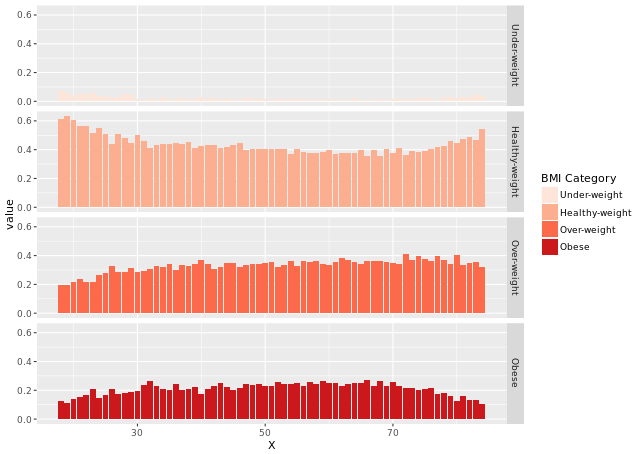 0.6
0.4
0.2
0.0
Under-weight
0.6
0.4
0.2
0.0
Healthy-weight
0.6
0.4
0.2
0.0
Over-weight
0.6
0.4
0.2
0.0
Obese
30
50
70
X
value
BMI Category
Under-weight
Healthy-weight
Over-weight
Obese